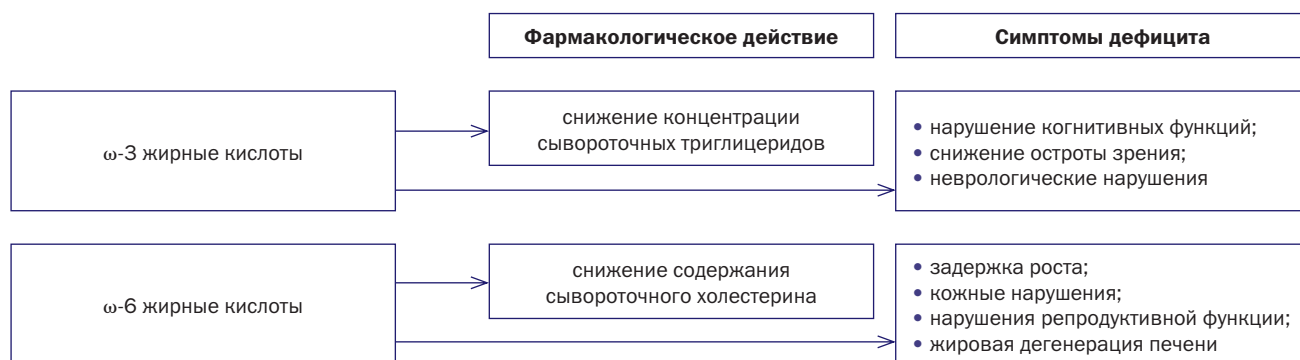 Фармакологическое действие
Симптомы дефицита
ω-3 жирные кислоты
снижение концентрации
сывороточных триглицеридов
• нарушение когнитивных функций;
• снижение остроты зрения;
• неврологические нарушения
ω-6 жирные кислоты
снижение содержания
сывороточного холестерина
• задержка роста;
• кожные нарушения;
• нарушения репродуктивной функции;
• жировая дегенерация печени